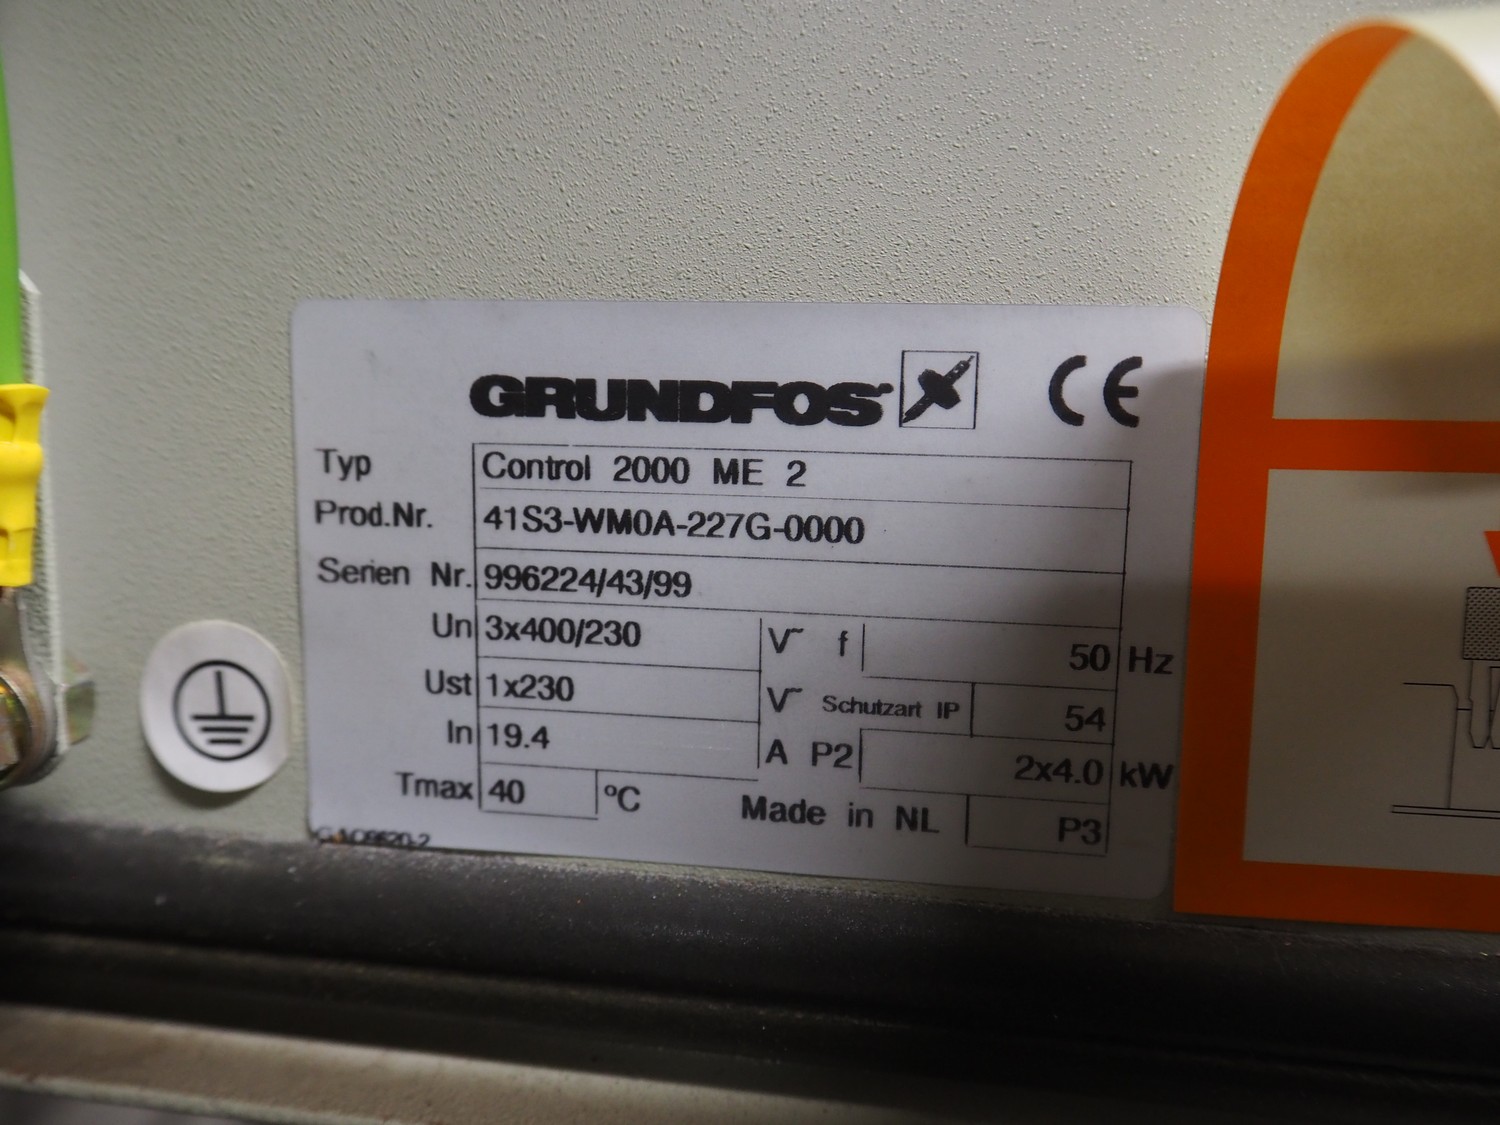 GRUNDFOS CE
Typ Control 2000 ME 2
Prod.Nr. 41S3-WM0A-227G-0000
Serien Nr. 996224/43/99
Un 3x400/230 V~ f 50 Hz
Ust 1x230 V~ Schutzart IP 54
In 19.4 A P2 2x4.0 kW
Tmax 40 °C Made in NL P3